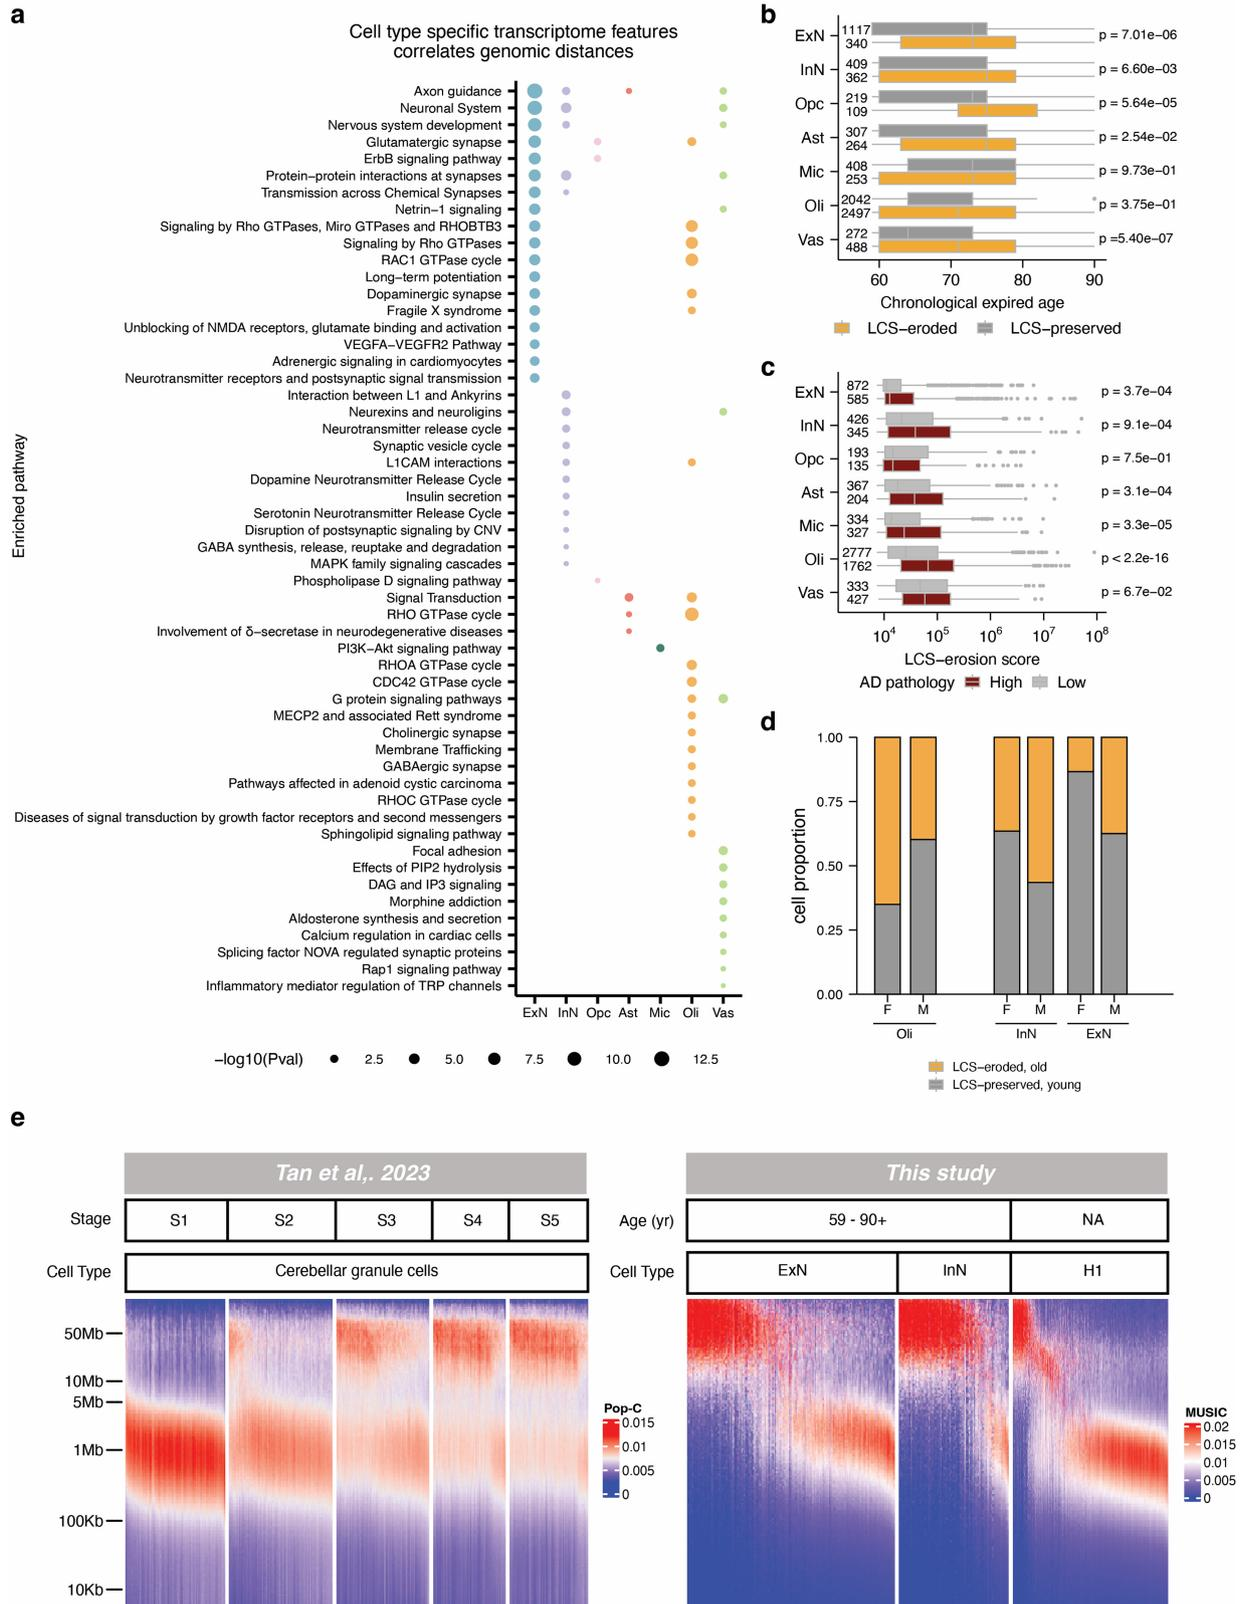 a
Cell type specific transcriptome features
correlates genomic distances
Enriched pathway
Axon guidance
Neuronal System
Nervous system development
Glutamatergic synapse
ErbB signaling pathway
Protein−protein interactions at synapses
Transmission across Chemical Synapses
Netrin−1 signaling
Signaling by Rho GTPases, Miro GTPases and RHOBTB3
Signaling by Rho GTPases
RAC1 GTPase cycle
Long−term potentiation
Dopaminergic synapse
Fragile X syndrome
Unblocking of NMDA receptors, glutamate binding and activation
VEGFA−VEGFR2 Pathway
Adrenergic signaling in cardiomyocytes
Neurotransmitter receptors and postsynaptic signal transmission
Interaction between L1 and Ankyrins
Neurexins and neuroligins
Neurotransmitter release cycle
Synaptic vesicle cycle
L1CAM interactions
Dopamine Neurotransmitter Release Cycle
Insulin secretion
Serotonin Neurotransmitter Release Cycle
Disruption of postsynaptic signaling by CNV
GABA synthesis, release, reuptake and degradation
MAPK family signaling cascades
Phospholipase D signaling pathway
Signal Transduction
RHO GTPase cycle
Involvement of δ−secretase in neurodegenerative diseases
PI3K−Akt signaling pathway
RHOA GTPase cycle
CDC42 GTPase cycle
G protein signaling pathways
MECP2 and associated Rett syndrome
Cholinergic synapse
Membrane Trafficking
GABAergic synapse
Pathways affected in adenoid cystic carcinoma
RHOC GTPase cycle
Diseases of signal transduction by growth factor receptors and second messengers
Sphingolipid signaling pathway
Focal adhesion
Effects of PIP2 hydrolysis
DAG and IP3 signaling
Morphine addiction
Aldosterone synthesis and secretion
Calcium regulation in cardiac cells
Splicing factor NOVA regulated synaptic proteins
Rap1 signaling pathway
Inflammatory mediator regulation of TRP channels
ExN InN Opc Ast Mic Oli Vas
−log10(Pval) 2.5 5.0 7.5 10.0 12.5
b
ExN 1117 340 p = 7.01e−06
InN 409 362 p = 6.60e−03
Opc 219 109 p = 5.64e−05
Ast 307 264 p = 2.54e−02
Mic 408 253 p = 9.73e−01
Oli 2042 2497 p = 3.75e−01
Vas 272 488 p =5.40e−07
60 70 80 90
Chronological expired age
LCS−eroded LCS−preserved
c
ExN 872 585 p = 3.7e−04
InN 426 345 p = 9.1e−04
Opc 193 135 p = 7.5e−01
Ast 367 204 p = 3.1e−04
Mic 334 327 p = 3.3e−05
Oli 2777 1762 p < 2.2e-16
Vas 333 427 p = 6.7e−02
10⁴ 10⁵ 10⁶ 10⁷ 10⁸
LCS−erosion score
AD pathology High Low
d
cell proportion
1.00
0.75
0.50
0.25
0.00
F M F M F M
Oli InN ExN
LCS−eroded, old
LCS−preserved, young
e
Tan et al,. 2023
Stage S1 S2 S3 S4 S5
Cell Type Cerebellar granule cells
50Mb
10Mb
5Mb
1Mb
100Kb
10Kb
Pop-C
0.015
0.01
0.005
0
This study
Age (yr) 59 - 90+ NA
Cell Type ExN InN H1
MUSIC
0.02
0.015
0.01
0.005
0